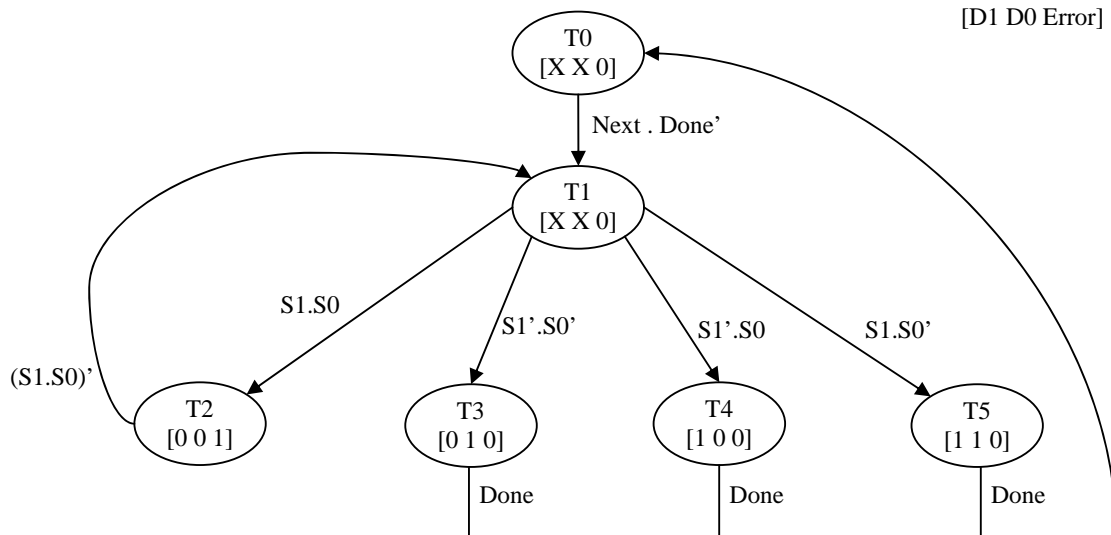 [D1 D0 Error]
T0
[X X 0]
Next . Done’
T1
[X X 0]
S1.S0
S1’.S0’
S1’.S0
S1.S0’
(S1.S0)’
T2
[0 0 1]
T3
[0 1 0]
T4
[1 0 0]
T5
[1 1 0]
Done
Done
Done